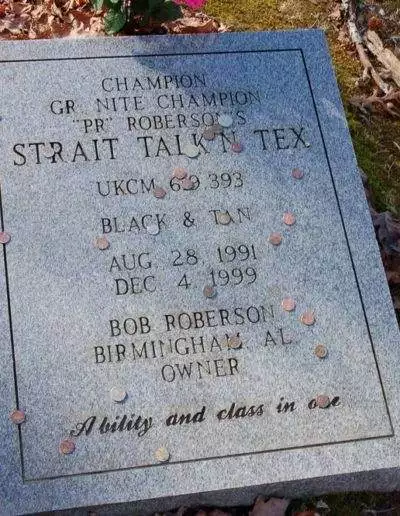 CHAMPION
GR. NITE CHAMPION
"PR" ROBERSON'S
STRAIT TALK'N TEX
UKCM
BLACK & TAN
AUG. 28, 1991
DEC. 4, 1999
BOB ROBERSON
BIRMINGHAM, AL.
OWNER
Ability and class in one